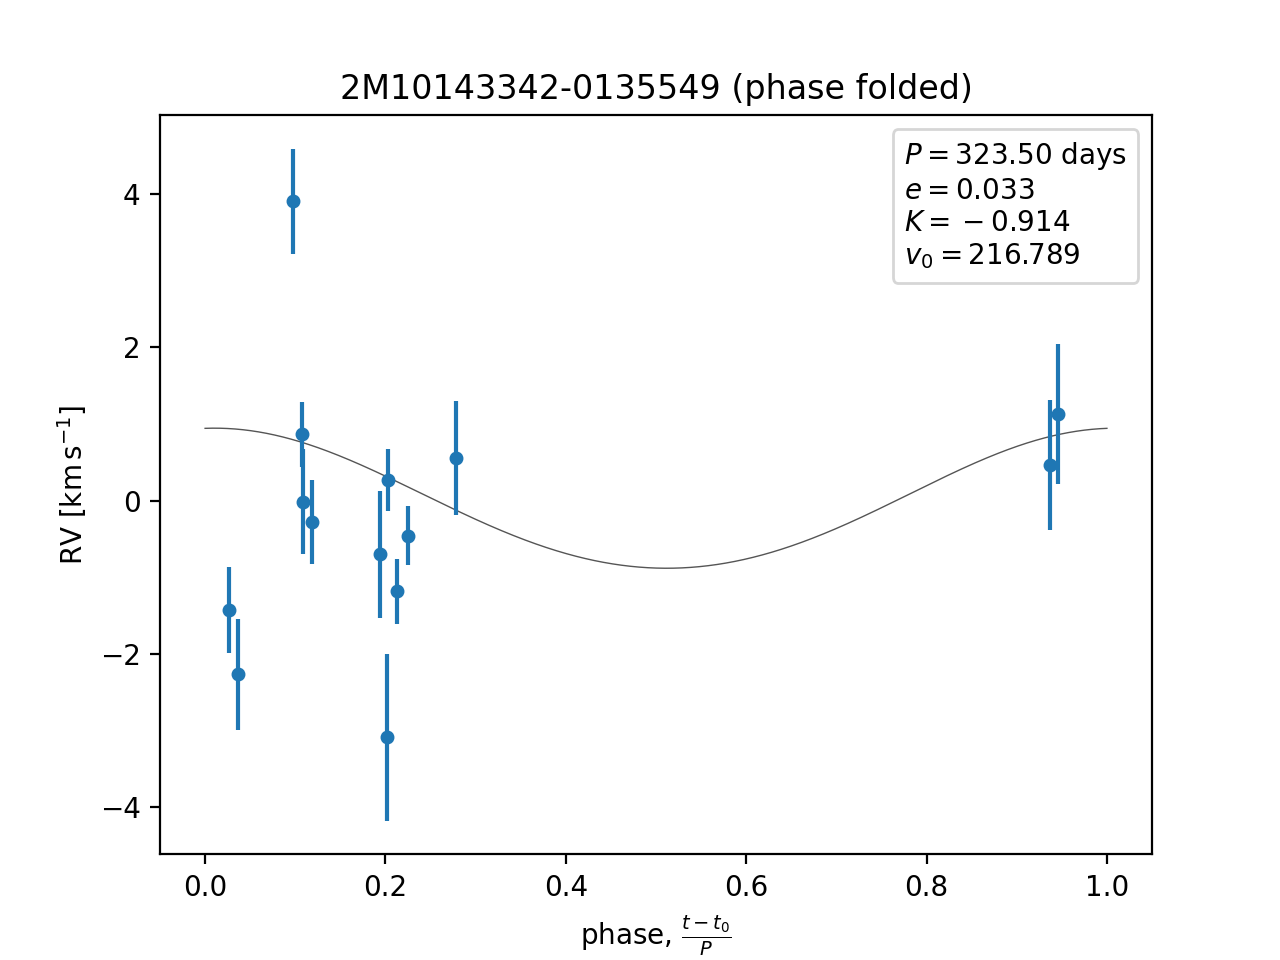 2M10143342-0135549 (phase folded)
P = 323.50 days
e = 0.033
K = −0.914
v₀ = 216.789
RV [km s⁻¹]
4
2
0
−2
−4
0.0 0.2 0.4 0.6 0.8 1.0
phase, (t − t₀)/P